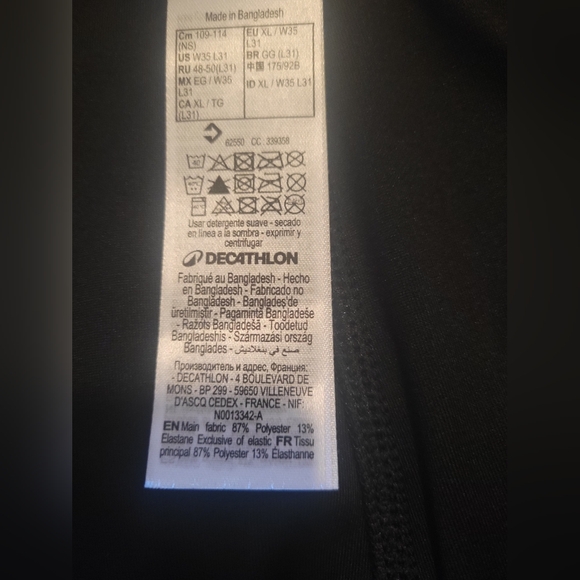 Made in Bangladesh
Cm 109-114 (NS)
US W35 L31
RU 48-50(L31)
MX EG / W35 L31
CA XL / TG (L31)
EU XL / W35 L31
BR GG (L31)
中国 175/92B
ID XL / W35 L31
62550 CC: 339358
Usar detergente suave - secado
en línea a la sombra - exprimir y
centrifugar
DECATHLON
Fabriqué au Bangladesh - Hecho
en Bangladesh - Fabricado no
Bangladesh - Bangladeş'de
üretilmiştir - Pagaminta Bangladeše
- Ražots Bangladešā - Toodetud
Bangladeshis - Származási ország
Banglades - صنع في بنغلاديش
Производитель и адрес, Франция:
- DECATHLON - 4 BOULEVARD DE
MONS - BP 299 - 59650 VILLENEUVE
D'ASCQ CEDEX - FRANCE - NIF:
N0013342-A
EN Main fabric 87% Polyester 13%
Elastane Exclusive of elastic FR Tissu
principal 87% Polyester 13% Élasthanne